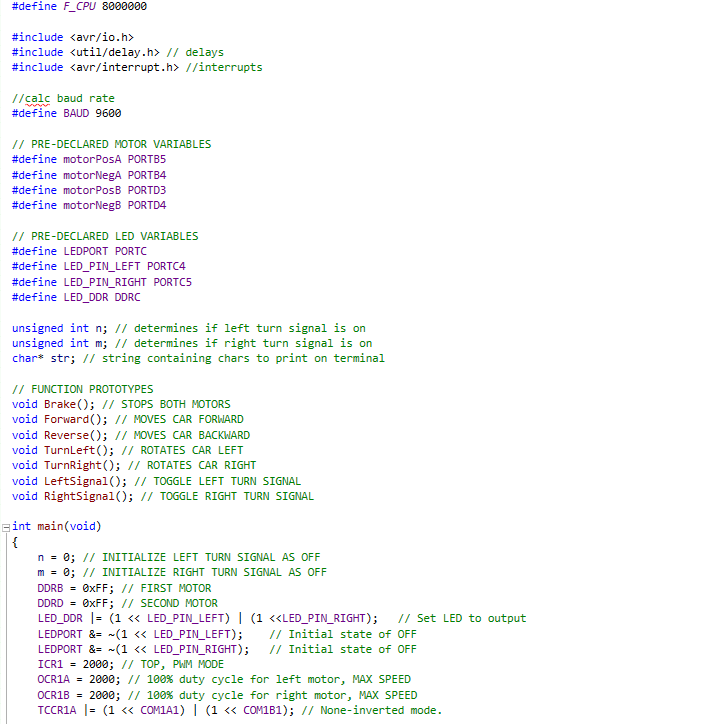 #define F_CPU 8000000
#include <avr/io.h>
#include <util/delay.h> // delays
#include <avr/interrupt.h> //interrupts
//calc baud rate
#define BAUD 9600
// PRE-DECLARED MOTOR VARIABLES
#define motorPosA PORTB5
#define motorNegA PORTB4
#define motorPosB PORTD3
#define motorNegB PORTD4
// PRE-DECLARED LED VARIABLES
#define LEDPORT PORTC
#define LED_PIN_LEFT PORTC4
#define LED_PIN_RIGHT PORTC5
#define LED_DDR DDRC
unsigned int n; // determines if left turn signal is on
unsigned int m; // determines if right turn signal is on
char* str; // string containing chars to print on terminal
// FUNCTION PROTOTYPES
void Brake(); // STOPS BOTH MOTORS
void Forward(); // MOVES CAR FORWARD
void Reverse(); // MOVES CAR BACKWARD
void TurnLeft(); // ROTATES CAR LEFT
void TurnRight(); // ROTATES CAR RIGHT
void LeftSignal(); // TOGGLE LEFT TURN SIGNAL
void RightSignal(); // TOGGLE RIGHT TURN SIGNAL
int main(void)
{
n = 0; // INITIALIZE LEFT TURN SIGNAL AS OFF
m = 0; // INITIALIZE RIGHT TURN SIGNAL AS OFF
DDRB = 0xFF; // FIRST MOTOR
DDRD = 0xFF; // SECOND MOTOR
LED_DDR |= (1 << LED_PIN_LEFT) | (1 <<LED_PIN_RIGHT); // Set LED to output
LEDPORT &= ~(1 << LED_PIN_LEFT); // Initial state of OFF
LEDPORT &= ~(1 << LED_PIN_RIGHT); // Initial state of OFF
ICR1 = 2000; // TOP, PWM MODE
OCR1A = 2000; // 100% duty cycle for left motor, MAX SPEED
OCR1B = 2000; // 100% duty cycle for right motor, MAX SPEED
TCCR1A |= (1 << COM1A1) | (1 << COM1B1); // None-inverted mode.